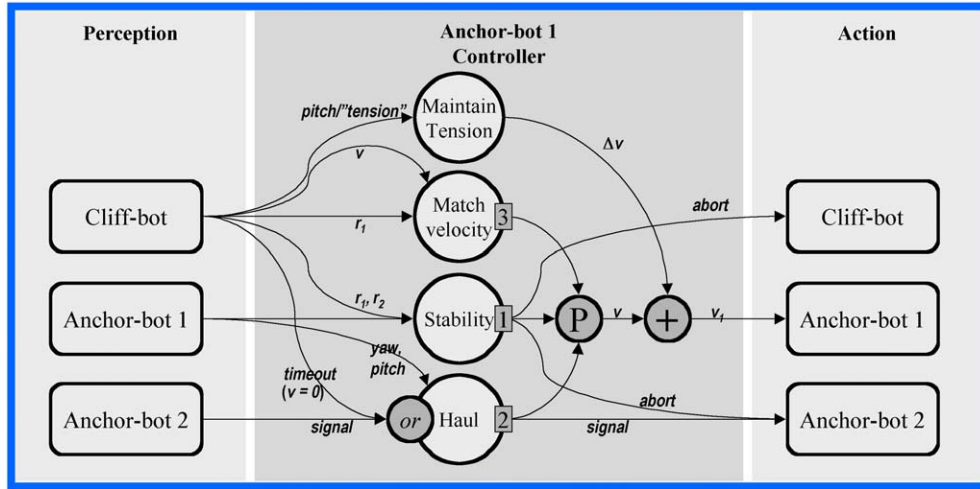 Perception
Anchor-bot 1
Controller
Action
pitch/"tension"
Maintain
Tension
Δv
v
Cliff-bot
r1
Match
velocity
3
abort
Cliff-bot
r1, r2
Anchor-bot 1
Stability
1
P
v
+
v1
Anchor-bot 1
yaw,
pitch
timeout
(v = 0)
abort
Anchor-bot 2
signal
or
Haul
2
signal
Anchor-bot 2